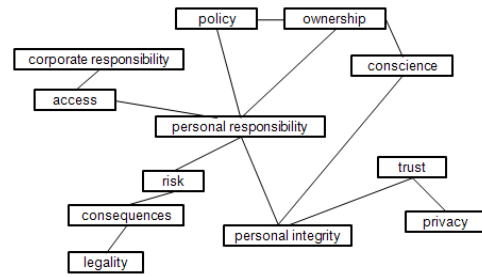 policy
ownership
corporate responsibility
conscience
access
personal responsibility
trust
risk
consequences
privacy
personal integrity
legality